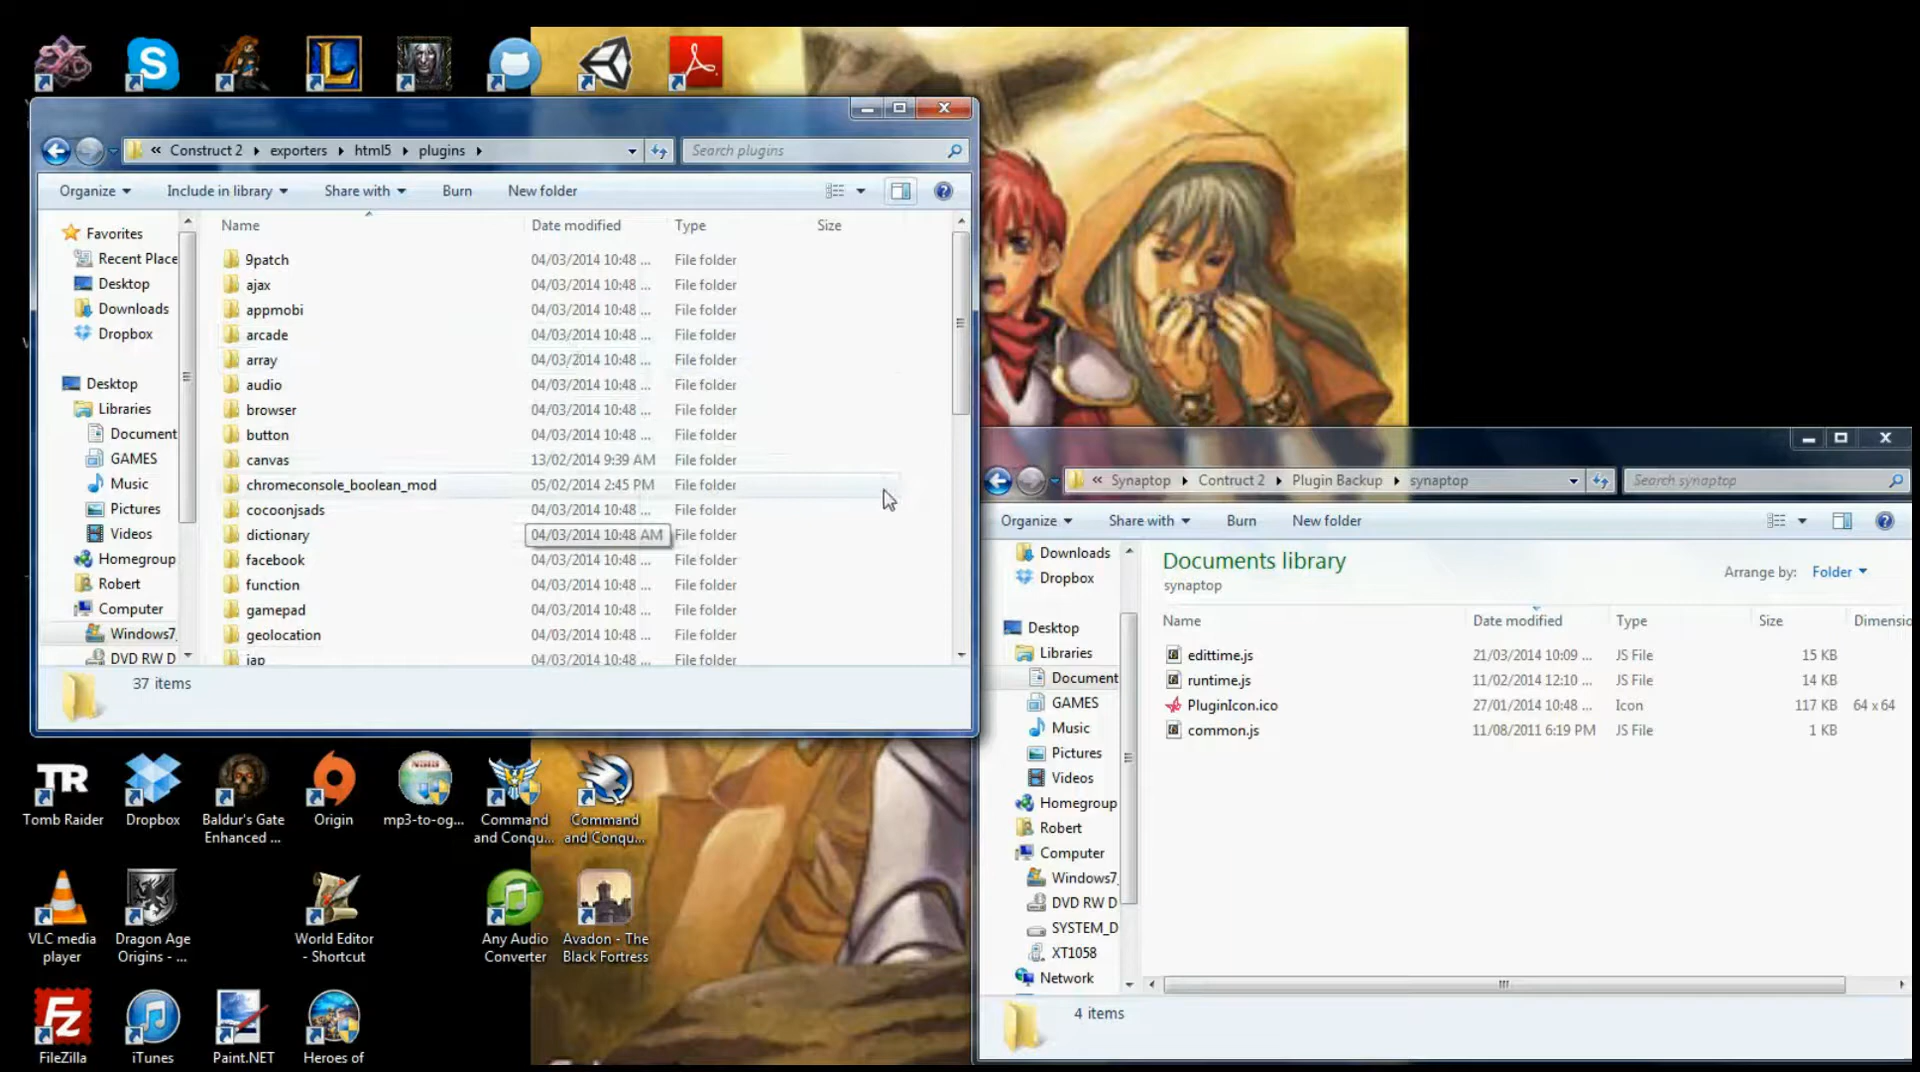 « Construct 2 ▸ exporters ▸ html5 ▸ plugins ▸
Search plugins
Organize
Include in library
Share with
Burn
New folder
Name
Date modified
Type
Size
Favorites
Recent Place
Desktop
Downloads
Dropbox
Desktop
Libraries
Document
GAMES
Music
Pictures
Videos
Homegroup
Robert
Computer
Windows7_
DVD RW D
9patch 04/03/2014 10:48 ... File folder
ajax 04/03/2014 10:48 ... File folder
appmobi 04/03/2014 10:48 ... File folder
arcade 04/03/2014 10:48 ... File folder
array 04/03/2014 10:48 ... File folder
audio 04/03/2014 10:48 ... File folder
browser 04/03/2014 10:48 ... File folder
button 04/03/2014 10:48 ... File folder
canvas 13/02/2014 9:39 AM File folder
chromeconsole_boolean_mod 05/02/2014 2:45 PM File folder
cocoonjsads 04/03/2014 10:48 ... File folder
dictionary 04/03/2014 10:48 AM File folder
facebook 04/03/2014 10:48 ... File folder
function 04/03/2014 10:48 ... File folder
gamepad 04/03/2014 10:48 ... File folder
geolocation 04/03/2014 10:48 ... File folder
iap 04/03/2014 10:48 ... File folder
37 items
« Synaptop ▸ Contruct 2 ▸ Plugin Backup ▸ synaptop
Search synaptop
Organize
Share with
Burn
New folder
Downloads
Dropbox
Desktop
Libraries
Document
GAMES
Music
Pictures
Videos
Homegroup
Robert
Computer
Windows7_
DVD RW D
SYSTEM_D
XT1058
Network
Documents library
synaptop
Arrange by: Folder
Name
Date modified
Type
Size
Dimensio
edittime.js 21/03/2014 10:09 ... JS File 15 KB
runtime.js 11/02/2014 12:10 ... JS File 14 KB
PluginIcon.ico 27/01/2014 10:48 ... Icon 117 KB 64 x 64
common.js 11/08/2011 6:19 PM JS File 1 KB
4 items
TR
Tomb Raider
Dropbox
Baldur's Gate
Enhanced ...
Origin
mp3-to-og...
Command
and Conqu...
Command
and Conqu...
VLC media
player
Dragon Age
Origins - ...
World Editor
- Shortcut
Any Audio
Converter
Avadon - The
Black Fortress
Fz
FileZilla
iTunes
Paint.NET
Heroes of